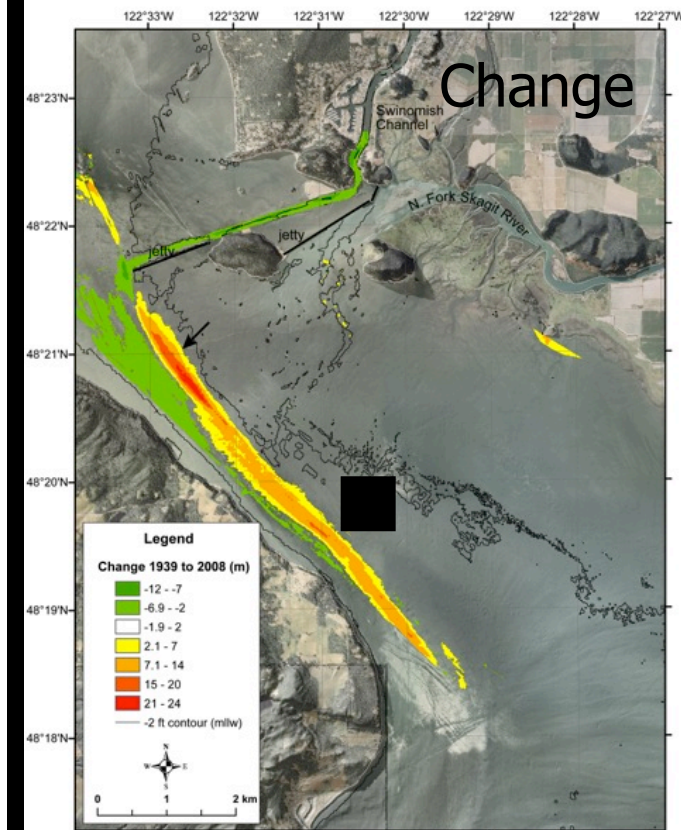 122°33'W 122°32'W 122°31'W 122°30'W 122°29'W 122°28'W 122°27'W
Change
48°23'N
Swinomish
Channel
48°22'N
N. Fork Skagit River
jetty
jetty
48°21'N
48°20'N
48°19'N
48°18'N
Legend
Change 1939 to 2008 (m)
-12 - -7
-6.9 - -2
-1.9 - 2
2.1 - 7
7.1 - 14
15 - 20
21 - 24
-2 ft contour (mllw)
N
W E
S
0 1 2 km